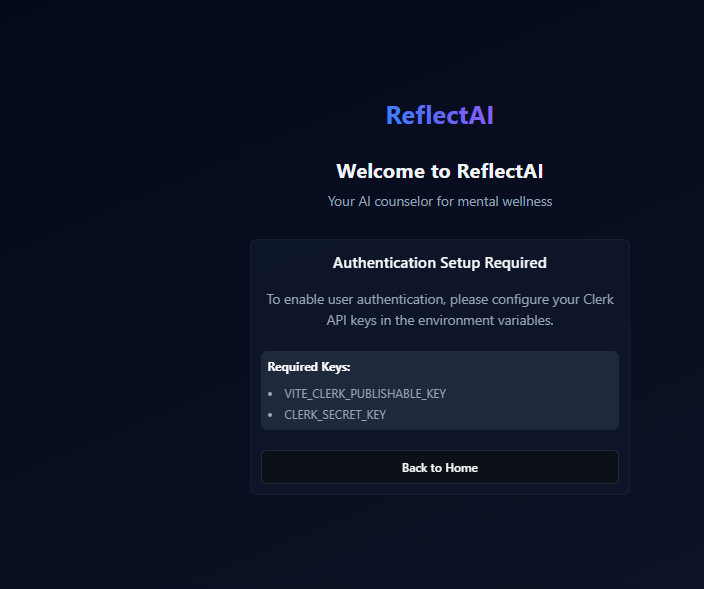 ReflectAI
Welcome to ReflectAI
Your AI counselor for mental wellness
Authentication Setup Required
To enable user authentication, please configure your Clerk
API keys in the environment variables.
Required Keys:
• VITE_CLERK_PUBLISHABLE_KEY
• CLERK_SECRET_KEY
Back to Home